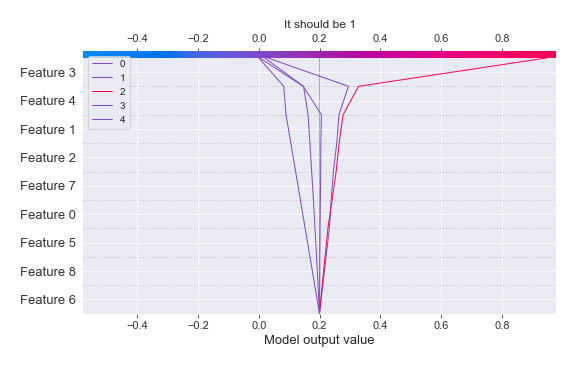 It should be 1
−0.4 −0.2 0.0 0.2 0.4 0.6 0.8
0
1
2
3
4
Feature 3
Feature 4
Feature 1
Feature 2
Feature 7
Feature 0
Feature 5
Feature 8
Feature 6
−0.4 −0.2 0.0 0.2 0.4 0.6 0.8
Model output value